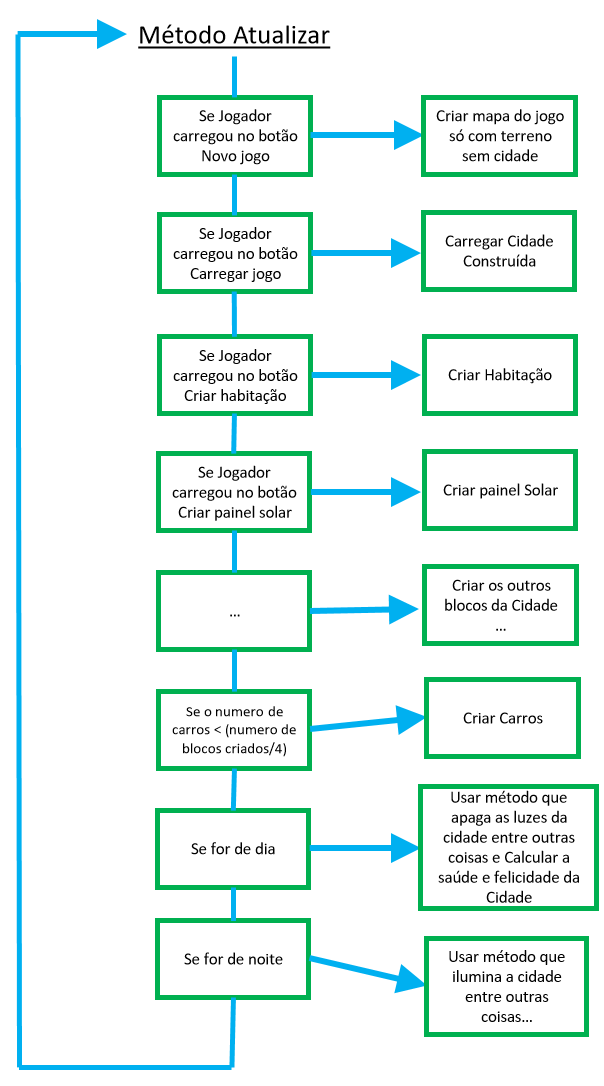 Método Atualizar
Se Jogador
carregou no botão
Novo jogo
Criar mapa do jogo
só com terreno
sem cidade
Se Jogador
carregou no botão
Carregar jogo
Carregar Cidade
Construída
Se Jogador
carregou no botão
Criar habitação
Criar Habitação
Se Jogador
carregou no botão
Criar painel solar
Criar painel Solar
...
Criar os outros
blocos da Cidade
...
Se o numero de
carros < (numero de
blocos criados/4)
Criar Carros
Se for de dia
Usar método que
apaga as luzes da
cidade entre outras
coisas e Calcular a
saúde e felicidade da
Cidade
Se for de noite
Usar método que
ilumina a cidade
entre outras
coisas...